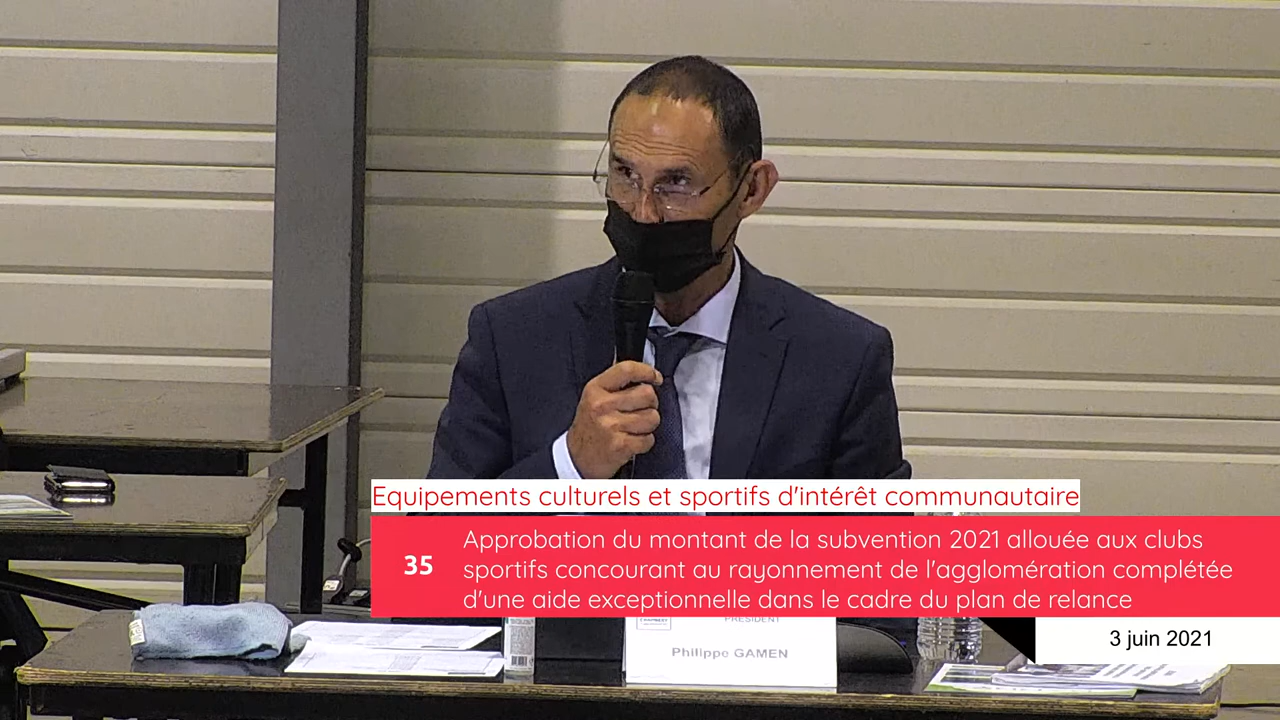 Equipements culturels et sportifs d'intérêt communautaire
35
Approbation du montant de la subvention 2021 allouée aux clubs
sportifs concourant au rayonnement de l'agglomération complétée
d'une aide exceptionnelle dans le cadre du plan de relance
3 juin 2021
PRÉSIDENT
Philippe GAMEN